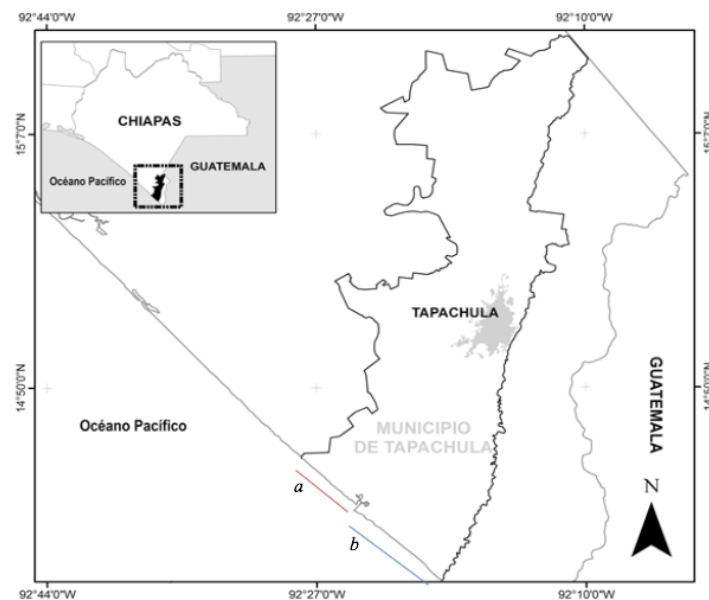 92°44'0"W 92°27'0"W 92°10'0"W
CHIAPAS
GUATEMALA
Océano Pacífico
15°7'0"N
15°7'0"N
TAPACHULA
14°50'0"N
14°50'0"N
Océano Pacífico
MUNICIPIO
DE TAPACHULA
GUATEMALA
a
b
N
92°44'0"W 92°27'0"W 92°10'0"W